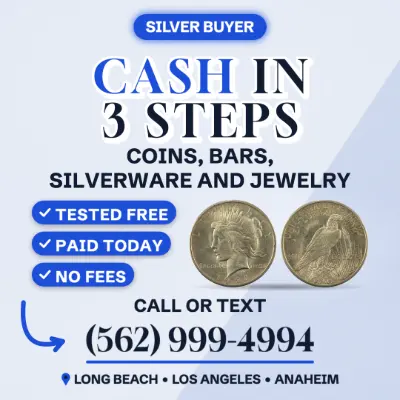 SILVER BUYER
CASH IN
3 STEPS
COINS, BARS,
SILVERWARE AND JEWELRY
TESTED FREE
PAID TODAY
NO FEES
CALL OR TEXT
(562) 999-4994
LONG BEACH • LOS ANGELES • ANAHEIM